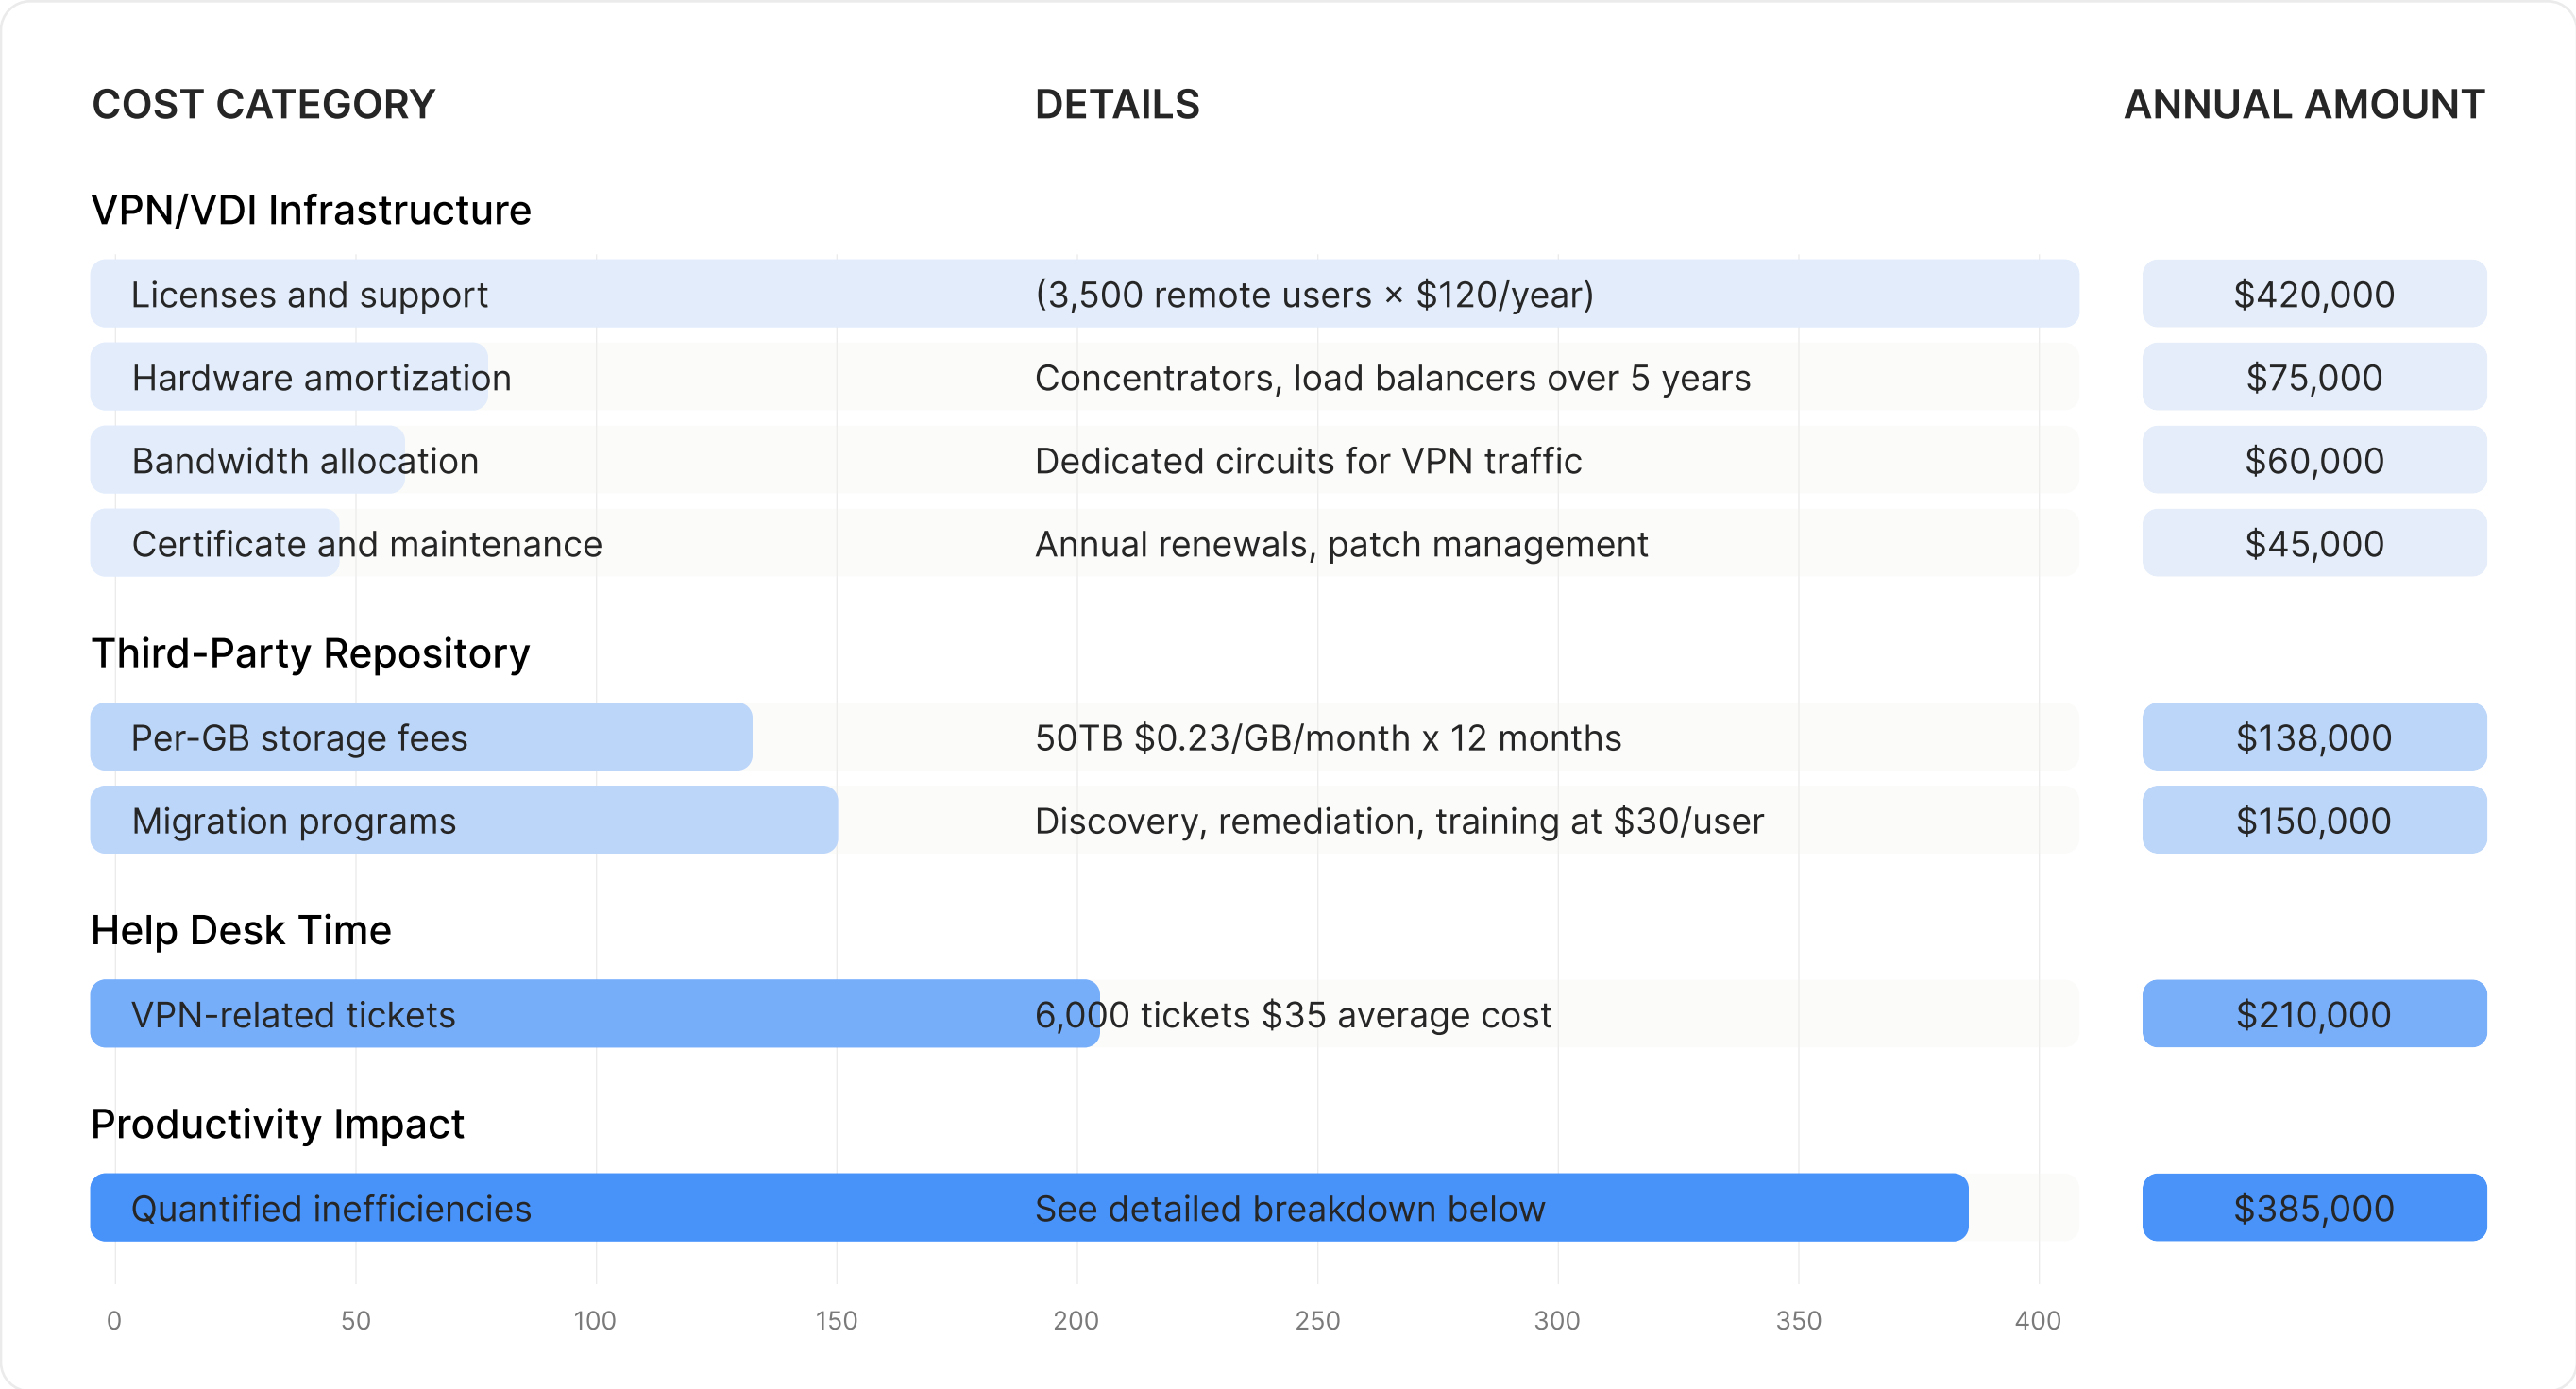 COST CATEGORY DETAILS ANNUAL AMOUNT
VPN/VDI Infrastructure
Licenses and support (3,500 remote users × $120/year) $420,000
Hardware amortization Concentrators, load balancers over 5 years $75,000
Bandwidth allocation Dedicated circuits for VPN traffic $60,000
Certificate and maintenance Annual renewals, patch management $45,000
Third-Party Repository
Per-GB storage fees 50TB $0.23/GB/month x 12 months $138,000
Migration programs Discovery, remediation, training at $30/user $150,000
Help Desk Time
VPN-related tickets 6,000 tickets $35 average cost $210,000
Productivity Impact
Quantified inefficiencies See detailed breakdown below $385,000
0 50 100 150 200 250 300 350 400